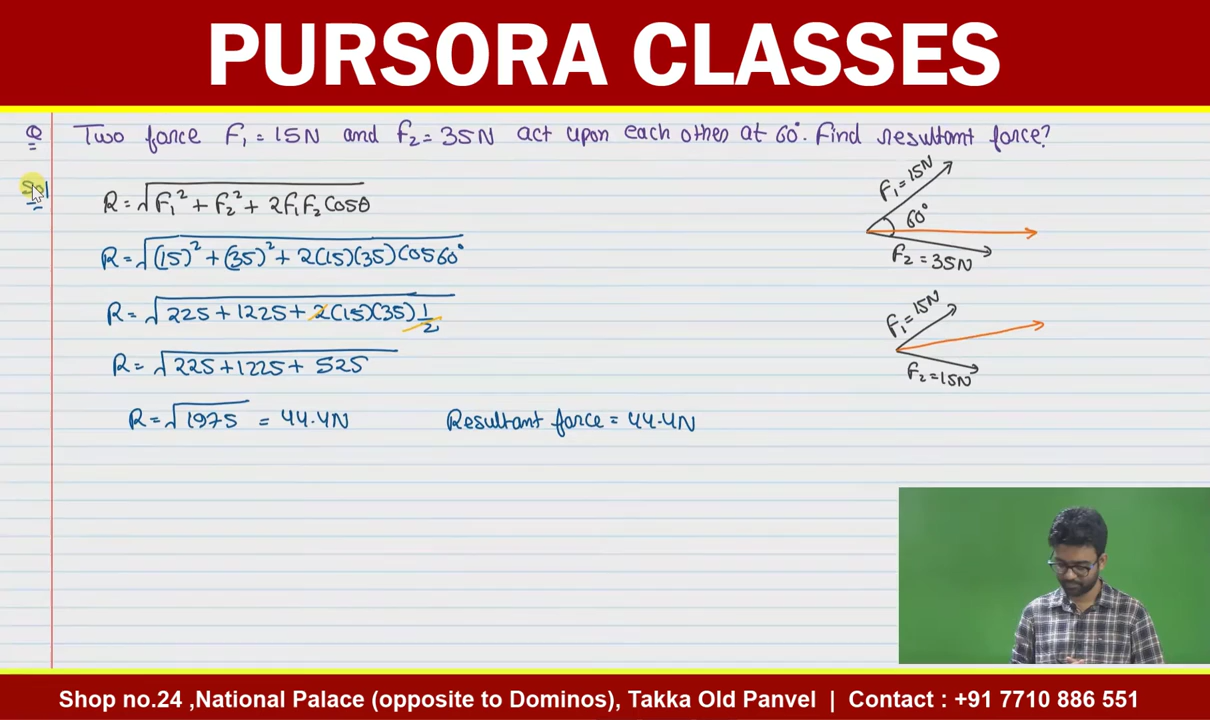 PURSORA CLASSES
Q Two force F₁ = 15N and F₂ = 35N act upon each other at 60°. Find resultant force?
Sol
R = √F₁² + F₂² + 2F₁F₂ Cosθ
R = √(15)² + (35)² + 2(15)(35) Cos 60°
R = √225 + 1225 + 2(15)(35) 1/2
R = √225 + 1225 + 525
R = √1975 = 44.4N Resultant force = 44.4N
F₁ = 15N
60°
F₂ = 35N
F₁ = 15N
F₂ = 15N
Shop no.24 ,National Palace (opposite to Dominos), Takka Old Panvel | Contact : +91 7710 886 551